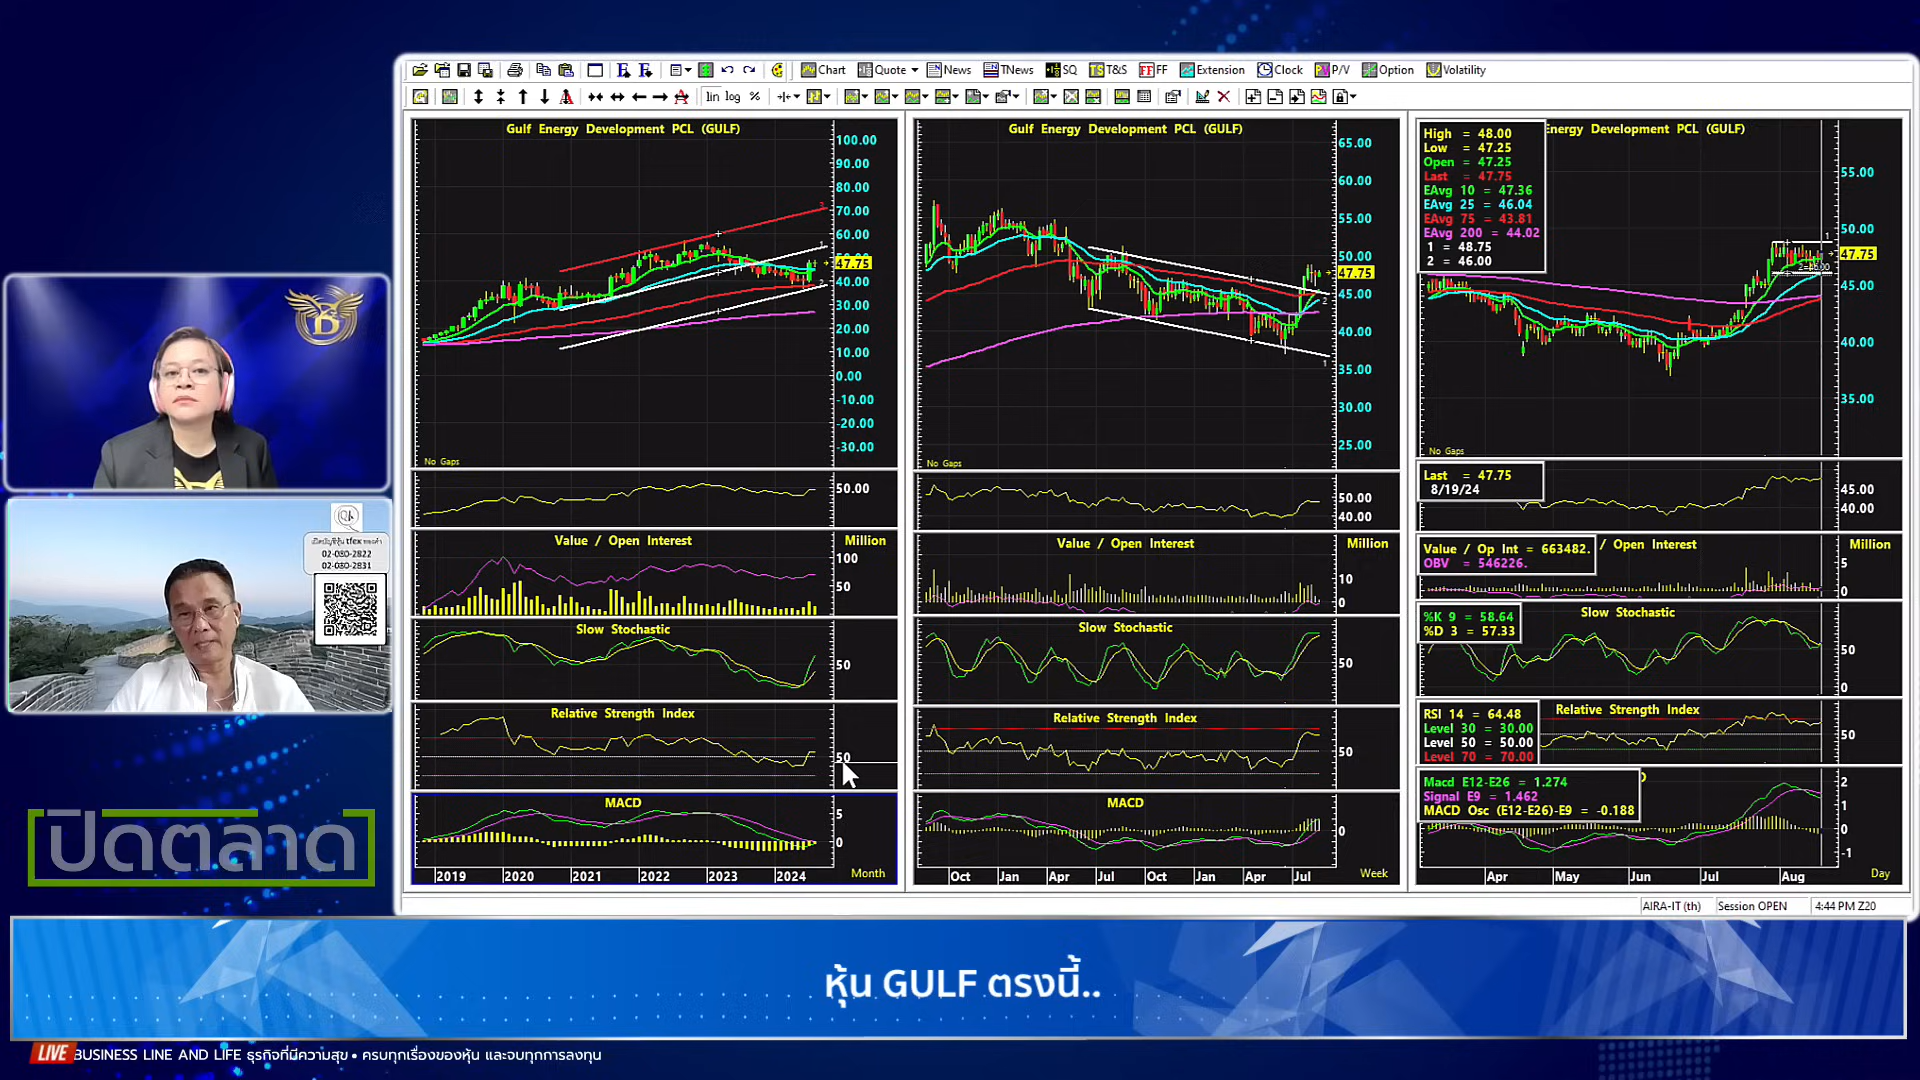 Chart Quote News TNews SQ T&S FF Extension Clock P/V Option Volatility
lin log %
Gulf Energy Development PCL (GULF)
100.00
90.00
80.00
70.00
60.00
47.75
40.00
30.00
20.00
10.00
0.00
-10.00
-20.00
-30.00
No Gaps
50.00
Value / Open Interest
Million
100
50
Slow Stochastic
50
Relative Strength Index
50
MACD
5
0
2019 2020 2021 2022 2023 2024 Month
Gulf Energy Development PCL (GULF)
65.00
60.00
55.00
50.00
47.75
45.00
40.00
35.00
30.00
25.00
No Gaps
50.00
40.00
Value / Open Interest
Million
10
0
Slow Stochastic
50
Relative Strength Index
50
MACD
0
Oct Jan Apr Jul Oct Jan Apr Jul Week
Energy Development PCL (GULF)
High = 48.00
Low = 47.25
Open = 47.25
Last = 47.75
EAvg 10 = 47.36
EAvg 25 = 46.04
EAvg 75 = 43.81
EAvg 200 = 44.02
1 = 48.75
2 = 46.00
55.00
50.00
47.75
45.00
40.00
35.00
2=46.00
No Gaps
Last = 47.75
8/19/24
45.00
40.00
Value / Op Int = 663482. / Open Interest
OBV = 546226.
Million
5
0
%K 9 = 58.64
%D 3 = 57.33
Slow Stochastic
50
0
RSI 14 = 64.48
Level 30 = 30.00
Level 50 = 50.00
Level 70 = 70.00
Relative Strength Index
50
Macd E12-E26 = 1.274
Signal E9 = 1.462
MACD Osc (E12-E26)-E9 = -0.188
2
1
0
-1
Apr May Jun Jul Aug Day
AIRA-IT (th) Session OPEN 4:44 PM Z20
เปิดบัญชีหุ้น tfex ทองคำ
02-080-2822
02-080-2831
ปิดตลาด
หุ้น GULF ตรงนี้..
LIVE BUSINESS LINE AND LIFE ธุรกิจที่มีความสุข • ครบทุกเรื่องของหุ้น และจบทุกการลงทุน